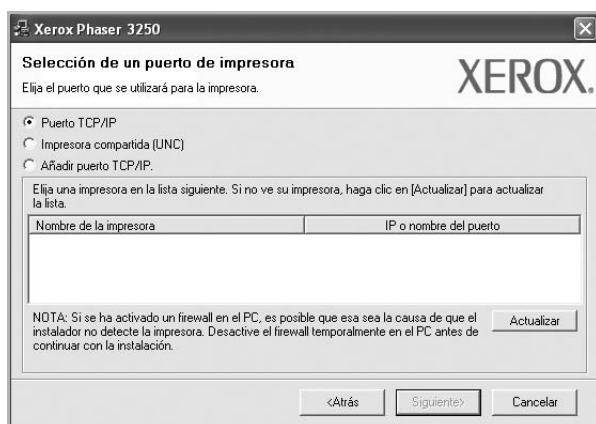 Xerox Phaser 3250
Selección de un puerto de impresora
Elija el puerto que se utilizará para la impresora.
XEROX.
Puerto TCP/IP
Impresora compartida (UNC)
Añadir puerto TCP/IP.
Elija una impresora en la lista siguiente. Si no ve su impresora, haga clic en [Actualizar] para actualizar
la lista.
Nombre de la impresora IP o nombre del puerto
NOTA: Si se ha activado un firewall en el PC, es posible que esa sea la causa de que el
instalador no detecte la impresora. Desactive el firewall temporalmente en el PC antes de
continuar con la instalación.
Actualizar
<Atrás Siguiente> Cancelar